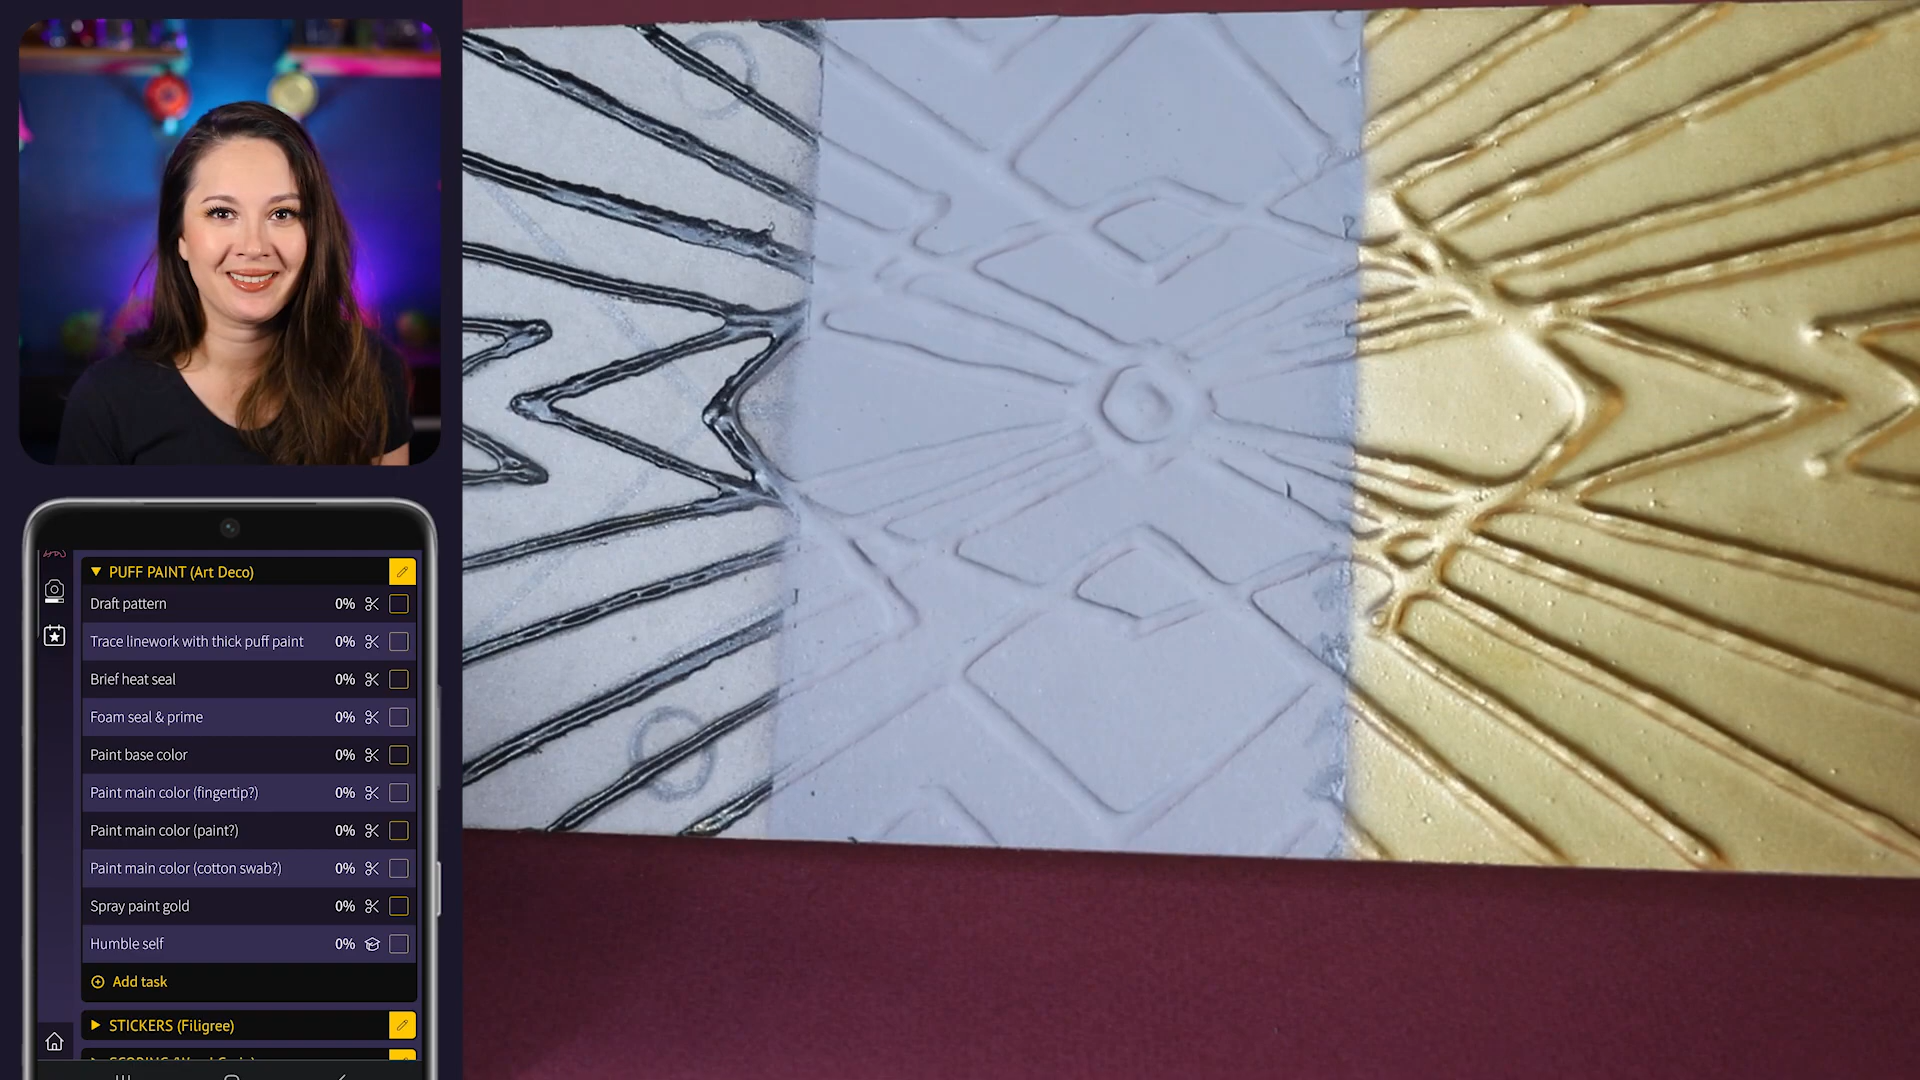 PUFF PAINT (Art Deco)
Draft pattern 0%
Trace linework with thick puff paint 0%
Brief heat seal 0%
Foam seal & prime 0%
Paint base color 0%
Paint main color (fingertip?) 0%
Paint main color (paint?) 0%
Paint main color (cotton swab?) 0%
Spray paint gold 0%
Humble self 0%
Add task
STICKERS (Filigree)